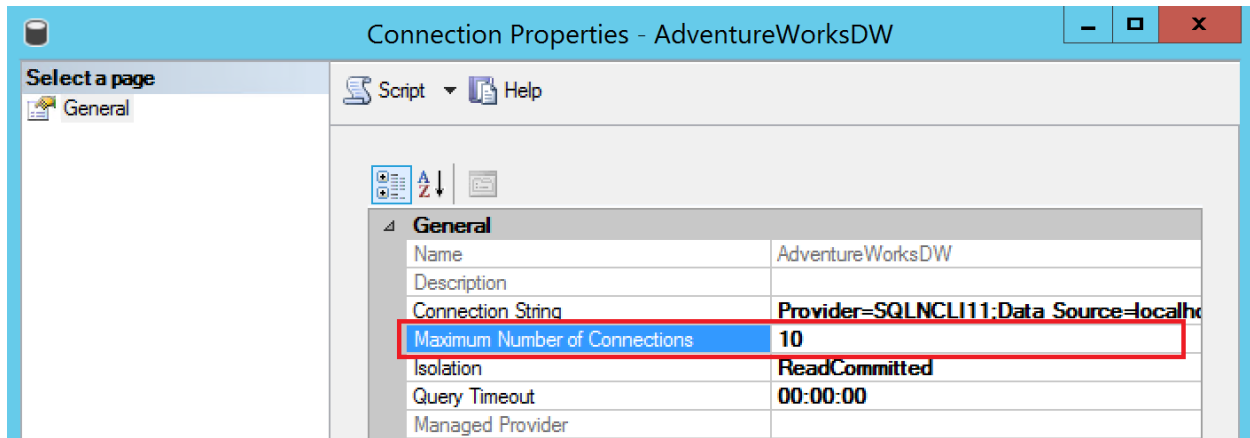 Connection Properties - AdventureWorksDW
Select a page
General
Script Help
General
Name AdventureWorksDW
Description
Connection String Provider=SQLNCLI11;Data Source=localho
Maximum Number of Connections 10
Isolation ReadCommitted
Query Timeout 00:00:00
Managed Provider